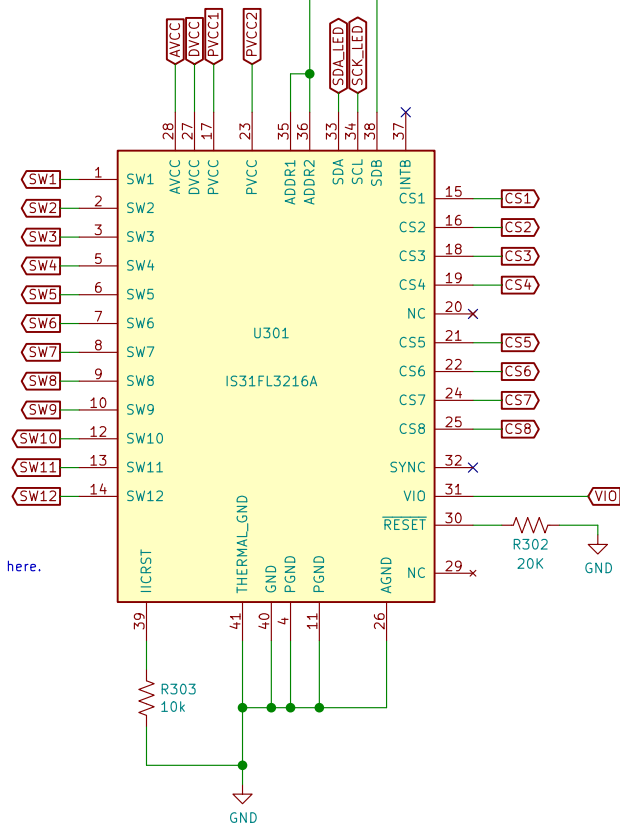 AVCC
DVCC
PVCC1
PVCC2
SDA_LED
SCK_LED
28
27
17
23
35
36
33
34
38
37
AVCC
DVCC
PVCC
PVCC
ADDR1
ADDR2
SDA
SCL
SDB
INTB
SW1 1 SW1
SW2 2 SW2
SW3 3 SW3
SW4 5 SW4
SW5 6 SW5
SW6 7 SW6
SW7 8 SW7
SW8 9 SW8
SW9 10 SW9
SW10 12 SW10
SW11 13 SW11
SW12 14 SW12
U301
IS31FL3216A
CS1 15 CS1
CS2 16 CS2
CS3 18 CS3
CS4 19 CS4
NC 20
CS5 21 CS5
CS6 22 CS6
CS7 24 CS7
CS8 25 CS8
SYNC 32
VIO 31 VIO
RESET 30
R302
20K
GND
NC 29
here.
IICRST
THERMAL_GND
GND
PGND
PGND
AGND
39
41
40
4
11
26
R303
10k
GND